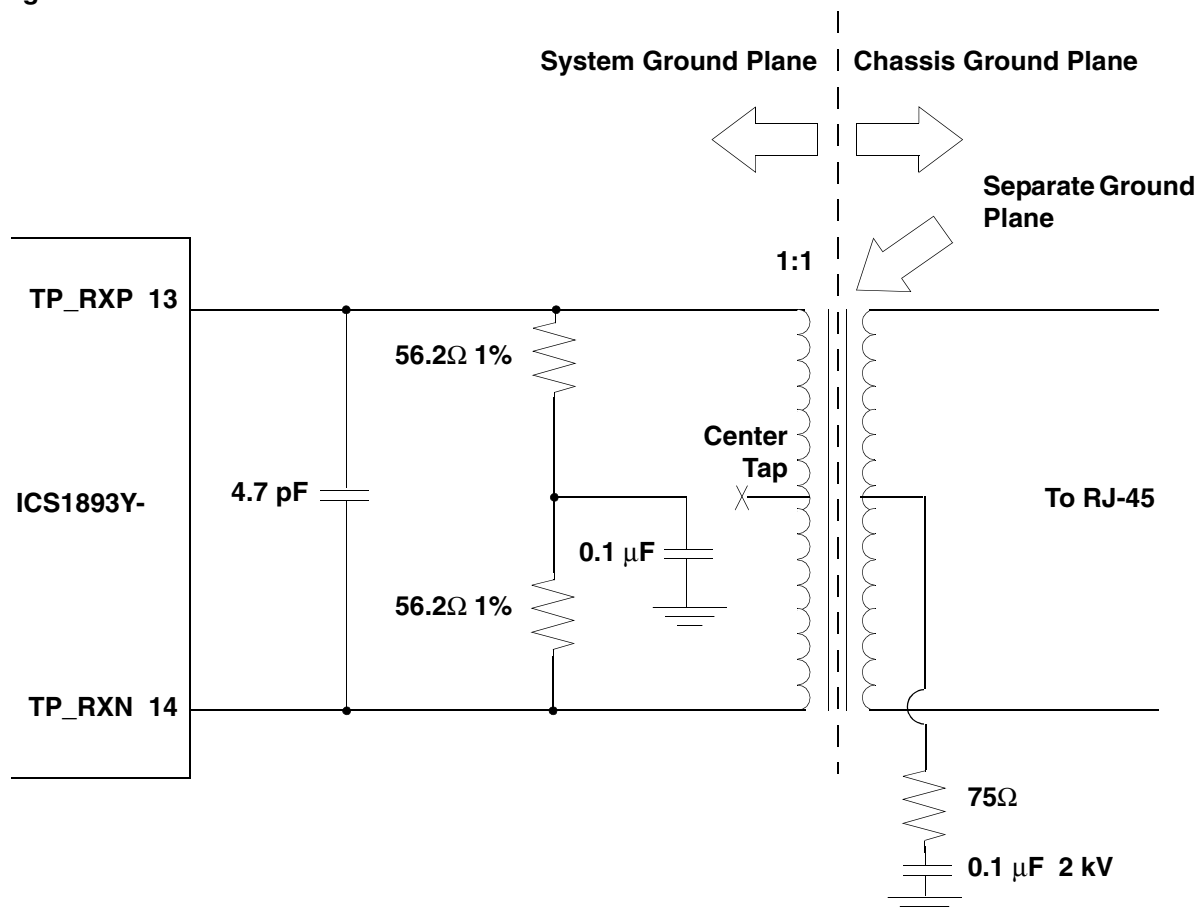 System Ground Plane
Chassis Ground Plane
Separate Ground
Plane
1:1
TP_RXP 13
56.2Ω 1%
Center
Tap
4.7 pF
ICS1893Y-
To RJ-45
0.1 μF
56.2Ω 1%
TP_RXN 14
75Ω
0.1 μF 2 kV